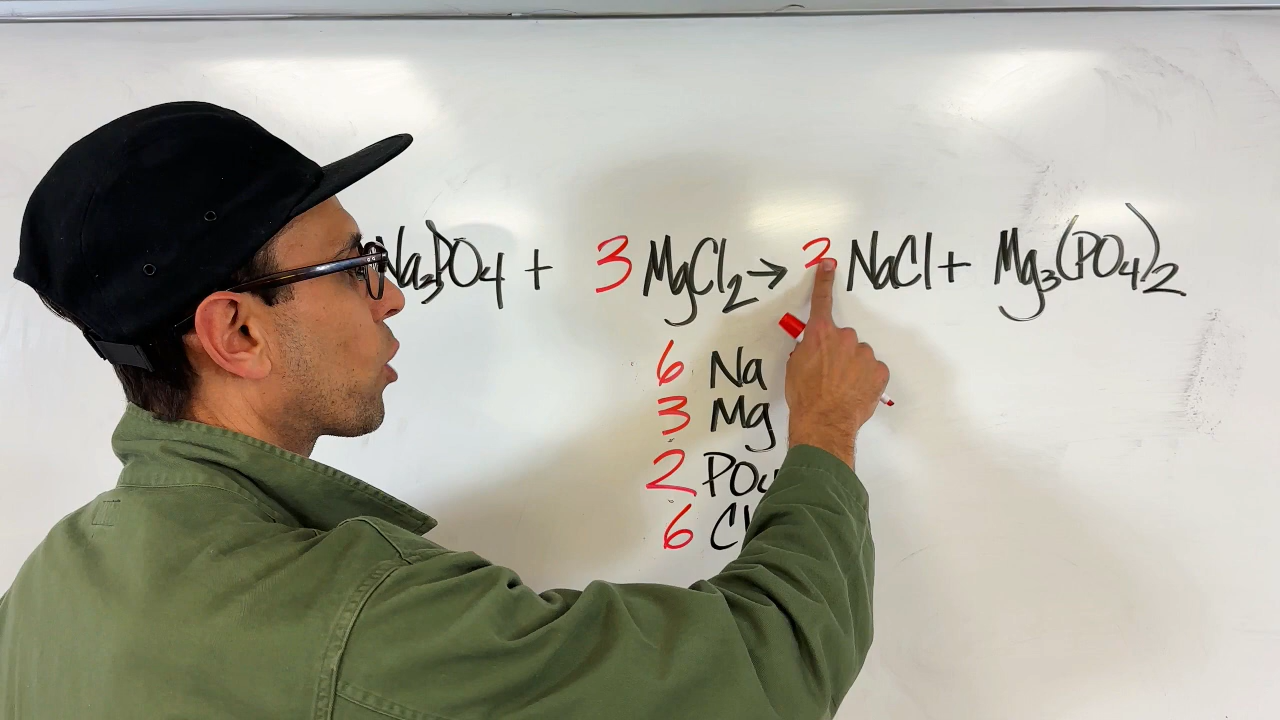 Na₃PO₄ + 3 MgCl₂ → 3 NaCl + Mg₃(PO₄)₂
6 Na
3 Mg
2 PO₄
6 Cl